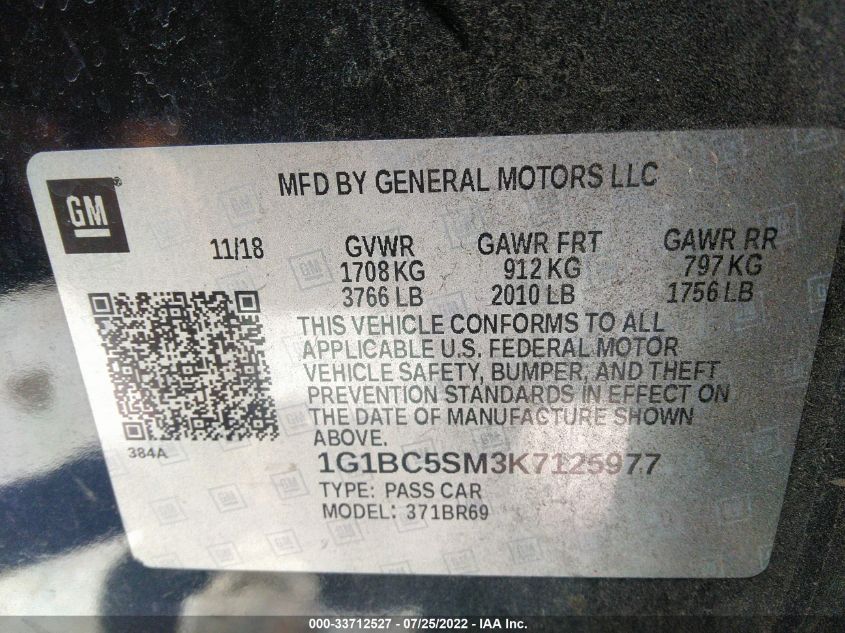 MFD BY GENERAL MOTORS LLC
GM
11/18 GVWR GAWR FRT GAWR RR
1708 KG 912 KG 797 KG
3766 LB 2010 LB 1756 LB
THIS VEHICLE CONFORMS TO ALL
APPLICABLE U.S. FEDERAL MOTOR
VEHICLE SAFETY, BUMPER, AND THEFT
PREVENTION STANDARDS IN EFFECT ON
THE DATE OF MANUFACTURE SHOWN
ABOVE.
384A
1G1BC5SM3K7125977
TYPE: PASS CAR
MODEL: 371BR69
000-33712527 - 07/25/2022 - IAAI.com